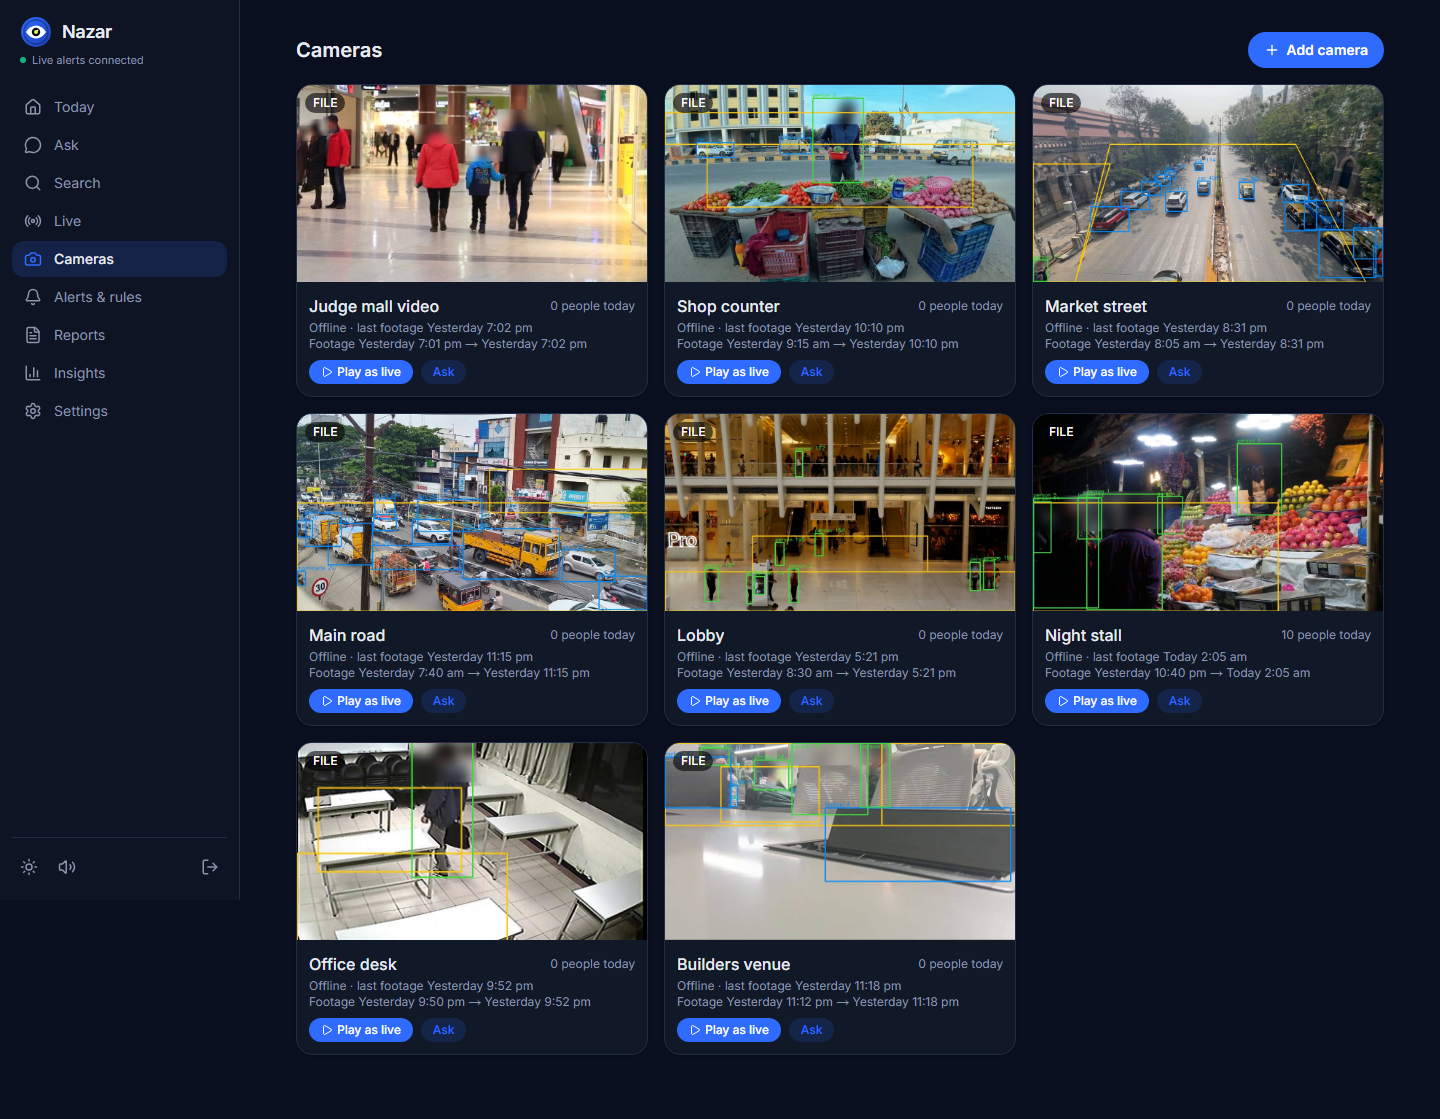 Nazar
Live alerts connected
Today
Ask
Search
Live
Cameras
Alerts & rules
Reports
Insights
Settings
Cameras
+ Add camera
FILE
Judge mall video
0 people today
Offline · last footage Yesterday 7:02 pm
Footage Yesterday 7:01 pm → Yesterday 7:02 pm
Play as live
Ask
FILE
Shop counter
0 people today
Offline · last footage Yesterday 10:10 pm
Footage Yesterday 9:15 am → Yesterday 10:10 pm
Play as live
Ask
FILE
Market street
0 people today
Offline · last footage Yesterday 8:31 pm
Footage Yesterday 8:05 am → Yesterday 8:31 pm
Play as live
Ask
FILE
30
Main road
0 people today
Offline · last footage Yesterday 11:15 pm
Footage Yesterday 7:40 am → Yesterday 11:15 pm
Play as live
Ask
FILE
Pro
Lobby
0 people today
Offline · last footage Yesterday 5:21 pm
Footage Yesterday 8:30 am → Yesterday 5:21 pm
Play as live
Ask
FILE
Night stall
10 people today
Offline · last footage Today 2:05 am
Footage Yesterday 10:40 pm → Today 2:05 am
Play as live
Ask
FILE
Office desk
0 people today
Offline · last footage Yesterday 9:52 pm
Footage Yesterday 9:50 pm → Yesterday 9:52 pm
Play as live
Ask
FILE
Builders venue
0 people today
Offline · last footage Yesterday 11:18 pm
Footage Yesterday 11:12 pm → Yesterday 11:18 pm
Play as live
Ask